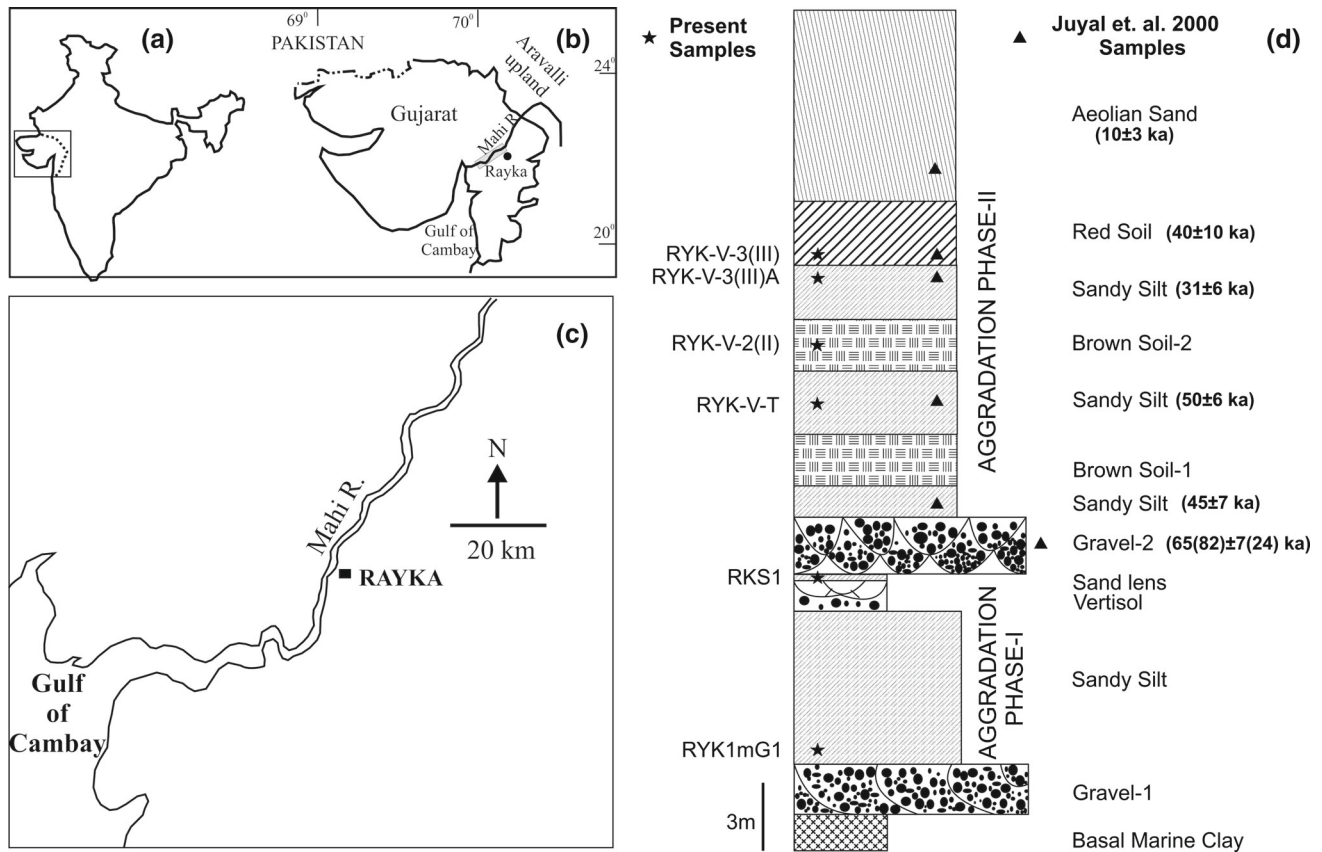 (a)
69⁰
70⁰
PAKISTAN
(b)
Aravalli
upland
24⁰
Gujarat
Mahi R.
Rayka
Gulf of
Cambay
20⁰
(c)
N
20 km
Mahi R.
RAYKA
Gulf
of
Cambay
Present
Samples
Juyal et. al. 2000
Samples
(d)
Aeolian Sand
(10±3 ka)
AGGRADATION PHASE-II
Red Soil (40±10 ka)
RYK-V-3(III)
RYK-V-3(III)A
Sandy Silt (31±6 ka)
RYK-V-2(II)
Brown Soil-2
RYK-V-T
Sandy Silt (50±6 ka)
Brown Soil-1
Sandy Silt (45±7 ka)
Gravel-2 (65(82)±7(24) ka)
RKS1
Sand lens
Vertisol
AGGRADATION
PHASE-I
Sandy Silt
RYK1mG1
Gravel-1
3m
Basal Marine Clay